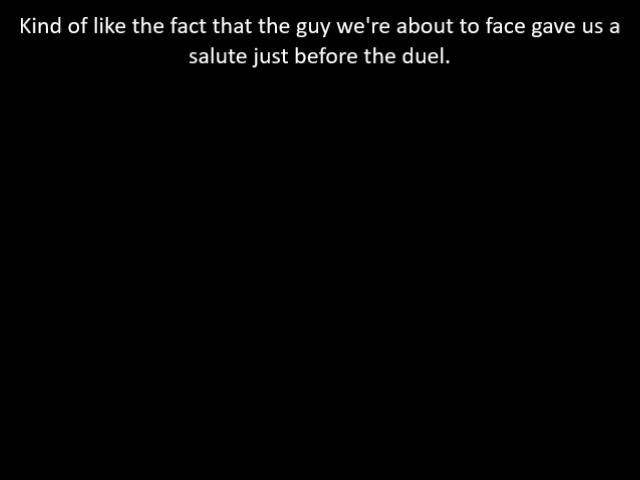 Kind of like the fact that the guy we're about to face gave us a
salute just before the duel.